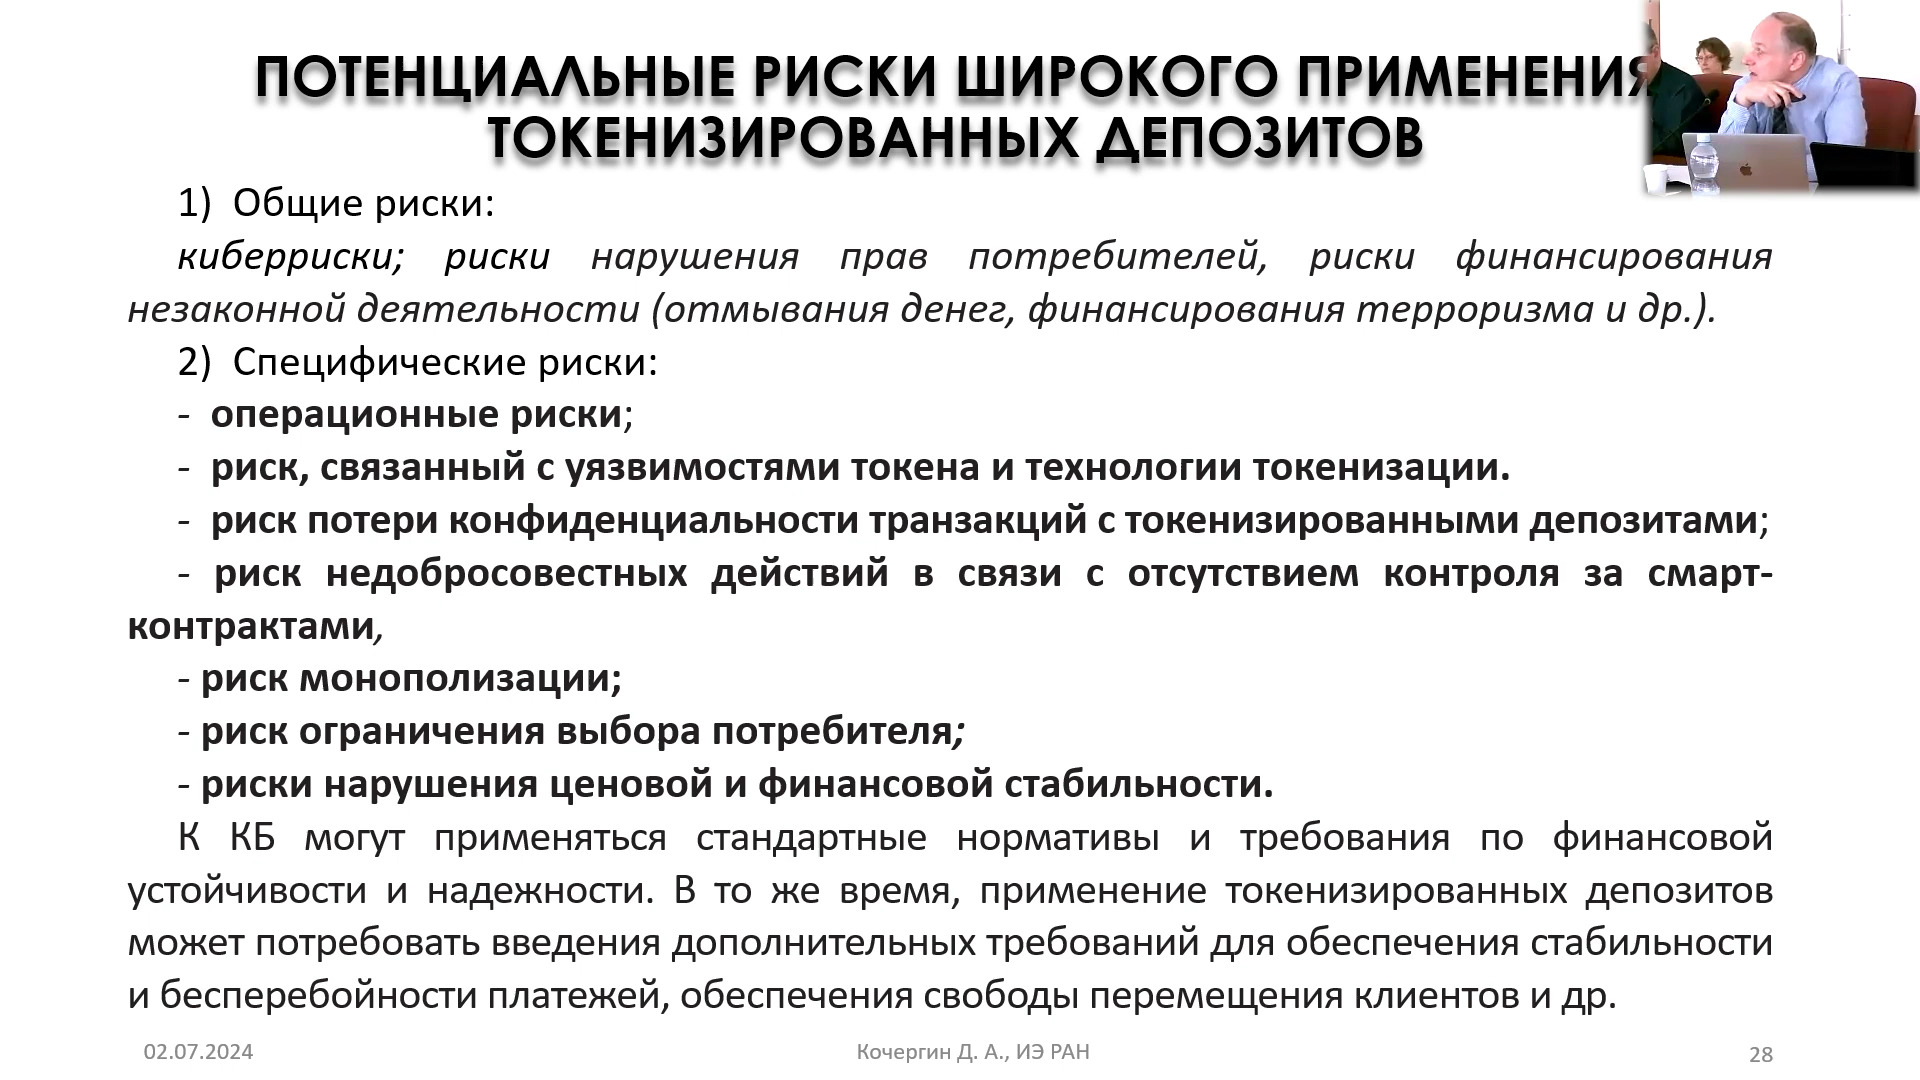 ПОТЕНЦИАЛЬНЫЕ РИСКИ ШИРОКОГО ПРИМЕНЕНИЯ
ТОКЕНИЗИРОВАННЫХ ДЕПОЗИТОВ
1) Общие риски:
киберриски; риски нарушения прав потребителей, риски финансирования
незаконной деятельности (отмывания денег, финансирования терроризма и др.).
2) Специфические риски:
- операционные риски;
- риск, связанный с уязвимостями токена и технологии токенизации.
- риск потери конфиденциальности транзакций с токенизированными депозитами;
- риск недобросовестных действий в связи с отсутствием контроля за смарт-
контрактами,
- риск монополизации;
- риск ограничения выбора потребителя;
- риски нарушения ценовой и финансовой стабильности.
К КБ могут применяться стандартные нормативы и требования по финансовой
устойчивости и надежности. В то же время, применение токенизированных депозитов
может потребовать введения дополнительных требований для обеспечения стабильности
и бесперебойности платежей, обеспечения свободы перемещения клиентов и др.
02.07.2024
Кочергин Д. А., ИЭ РАН
28